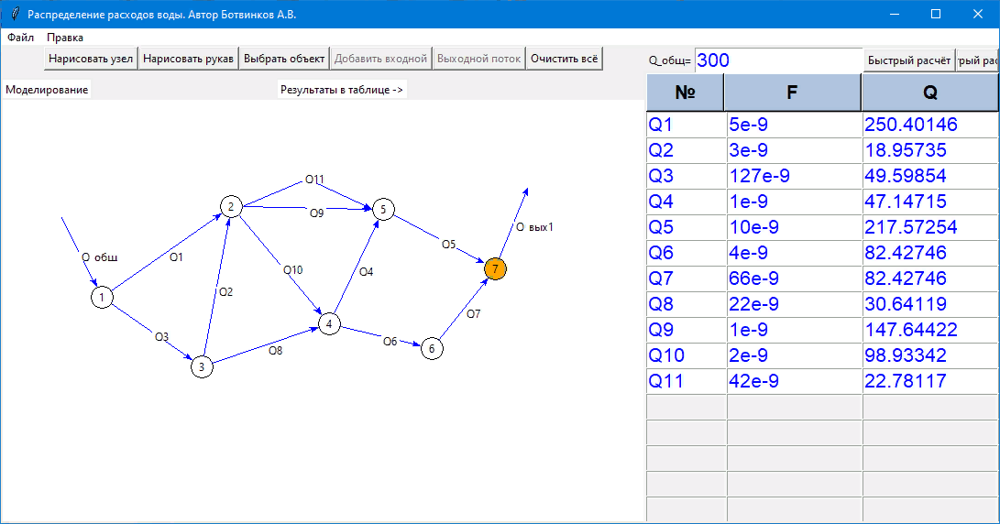 Распределение расходов воды. Автор Ботвинков А.В.
Файл Правка
Нарисовать узел Нарисовать рукав Выбрать объект Добавить входной Выходной поток Очистить всё
Q_общ= 300 Быстрый расчёт
Моделирование Результаты в таблице ->
№ F Q
Q1 5e-9 250.40146
Q2 3e-9 18.95735
Q3 127e-9 49.59854
Q4 1e-9 47.14715
Q5 10e-9 217.57254
Q6 4e-9 82.42746
Q7 66e-9 82.42746
Q8 22e-9 30.64119
Q9 1e-9 147.64422
Q10 2e-9 98.93342
Q11 42e-9 22.78117
Q11
2
Q9
5
Q вых1
Q5
Q общ
Q1
7
Q10
Q4
1
Q2
Q7
4
Q3
Q8
Q6
6
3